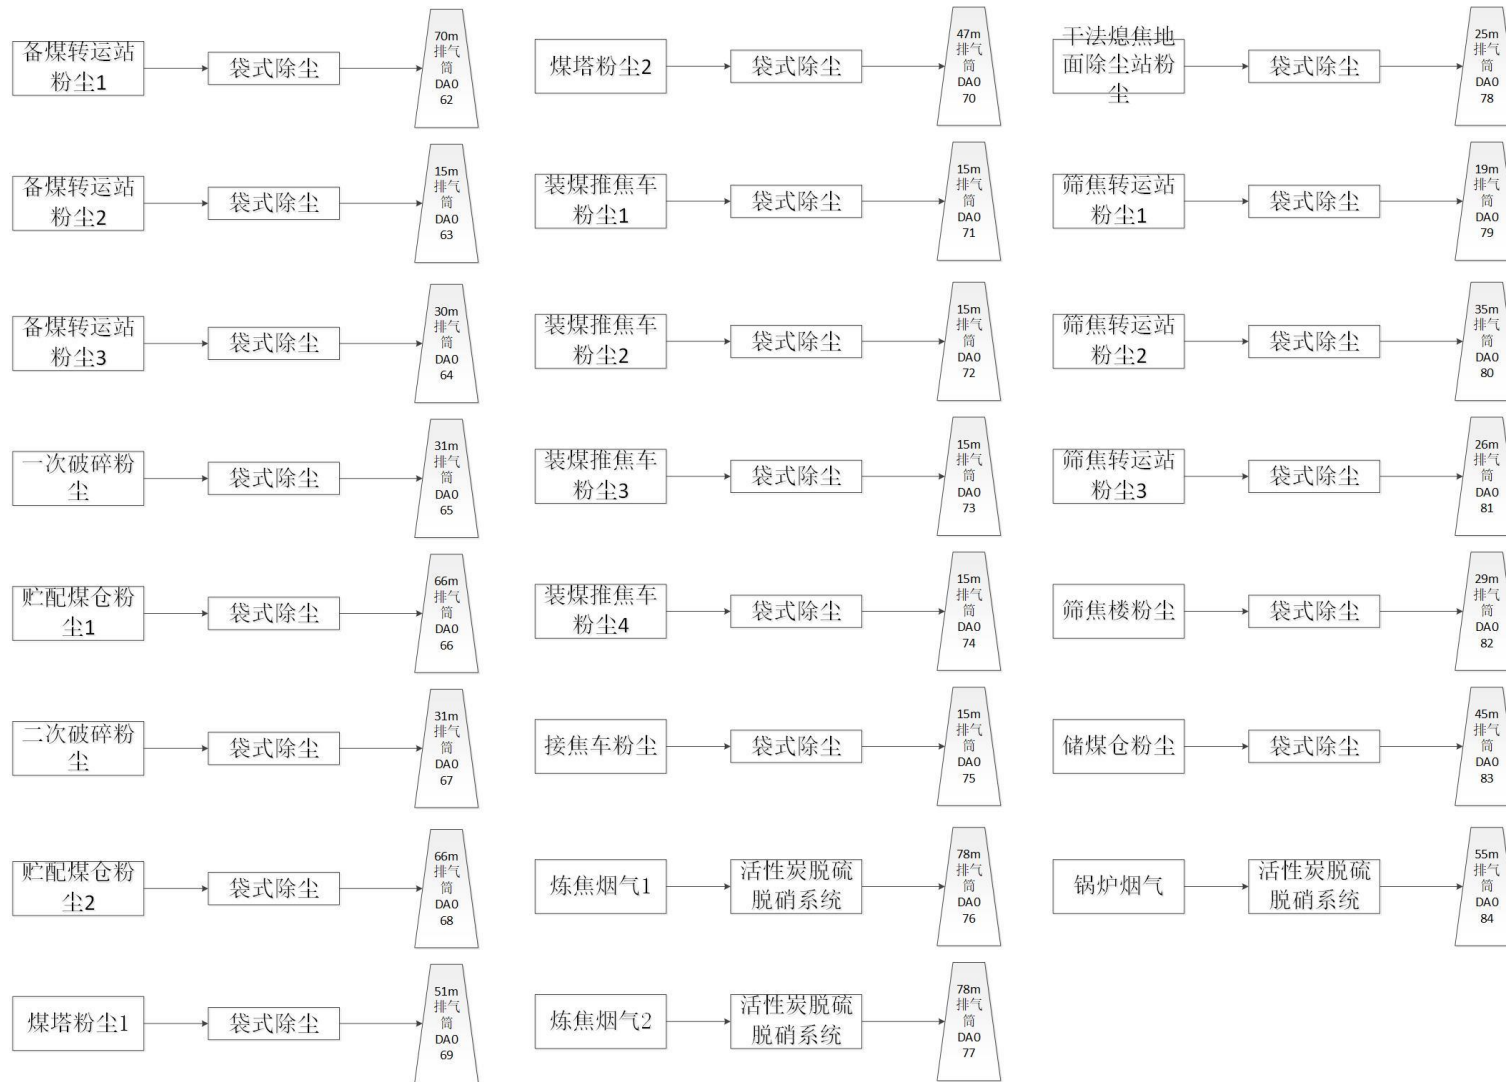 备煤转运站
粉尘1
袋式除尘
70m
排气
筒
DA0
62
备煤转运站
粉尘2
袋式除尘
15m
排气
筒
DA0
63
备煤转运站
粉尘3
袋式除尘
30m
排气
筒
DA0
64
一次破碎粉
尘
袋式除尘
31m
排气
筒
DA0
65
贮配煤仓粉
尘1
袋式除尘
66m
排气
筒
DA0
66
二次破碎粉
尘
袋式除尘
31m
排气
筒
DA0
67
贮配煤仓粉
尘2
袋式除尘
66m
排气
筒
DA0
68
煤塔粉尘1
袋式除尘
51m
排气
筒
DA0
69
煤塔粉尘2
袋式除尘
47m
排气
筒
DA0
70
装煤推焦车
粉尘1
袋式除尘
15m
排气
筒
DA0
71
装煤推焦车
粉尘2
袋式除尘
15m
排气
筒
DA0
72
装煤推焦车
粉尘3
袋式除尘
15m
排气
筒
DA0
73
装煤推焦车
粉尘4
袋式除尘
15m
排气
筒
DA0
74
接焦车粉尘
袋式除尘
15m
排气
筒
DA0
75
炼焦烟气1
活性炭脱硫
脱硝系统
78m
排气
筒
DA0
76
炼焦烟气2
活性炭脱硫
脱硝系统
78m
排气
筒
DA0
77
干法熄焦地
面除尘站粉
尘
袋式除尘
25m
排气
筒
DA0
78
筛焦转运站
粉尘1
袋式除尘
19m
排气
筒
DA0
79
筛焦转运站
粉尘2
袋式除尘
35m
排气
筒
DA0
80
筛焦转运站
粉尘3
袋式除尘
26m
排气
筒
DA0
81
筛焦楼粉尘
袋式除尘
29m
排气
筒
DA0
82
储煤仓粉尘
袋式除尘
45m
排气
筒
DA0
83
锅炉烟气
活性炭脱硫
脱硝系统
55m
排气
筒
DA0
84